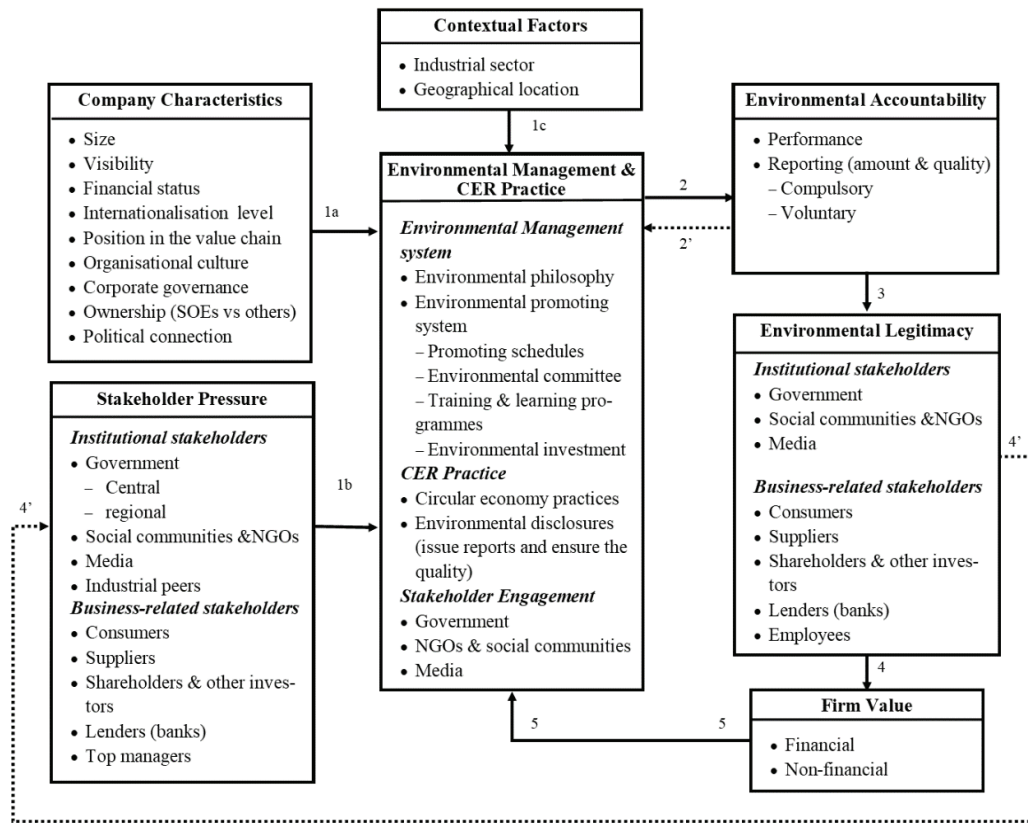 Contextual Factors
• Industrial sector
• Geographical location
1c
Company Characteristics
• Size
• Visibility
• Financial status
• Internationalisation level
• Position in the value chain
• Organisational culture
• Corporate governance
• Ownership (SOEs vs others)
• Political connection
1a
Stakeholder Pressure
Institutional stakeholders
• Government
– Central
– regional
• Social communities &NGOs
• Media
• Industrial peers
Business-related stakeholders
• Consumers
• Suppliers
• Shareholders & other inves-
tors
• Lenders (banks)
• Top managers
4’
1b
Environmental Management &
CER Practice
Environmental Management
system
• Environmental philosophy
• Environmental promoting
system
– Promoting schedules
– Environmental committee
– Training & learning pro-
grammes
– Environmental investment
CER Practice
• Circular economy practices
• Environmental disclosures
(issue reports and ensure the
quality)
Stakeholder Engagement
• Government
• NGOs & social communities
• Media
2
2’
Environmental Accountability
• Performance
• Reporting (amount & quality)
– Compulsory
– Voluntary
3
Environmental Legitimacy
Institutional stakeholders
• Government
• Social communities &NGOs
• Media
Business-related stakeholders
• Consumers
• Suppliers
• Shareholders & other inves-
tors
• Lenders (banks)
• Employees
4’
4
Firm Value
• Financial
• Non-financial
5
5